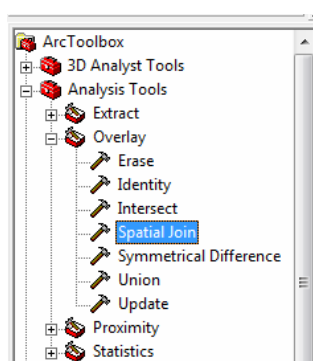 ArcToolbox
3D Analyst Tools
Analysis Tools
Extract
Overlay
Erase
Identity
Intersect
Spatial Join
Symmetrical Difference
Union
Update
Proximity
Statistics